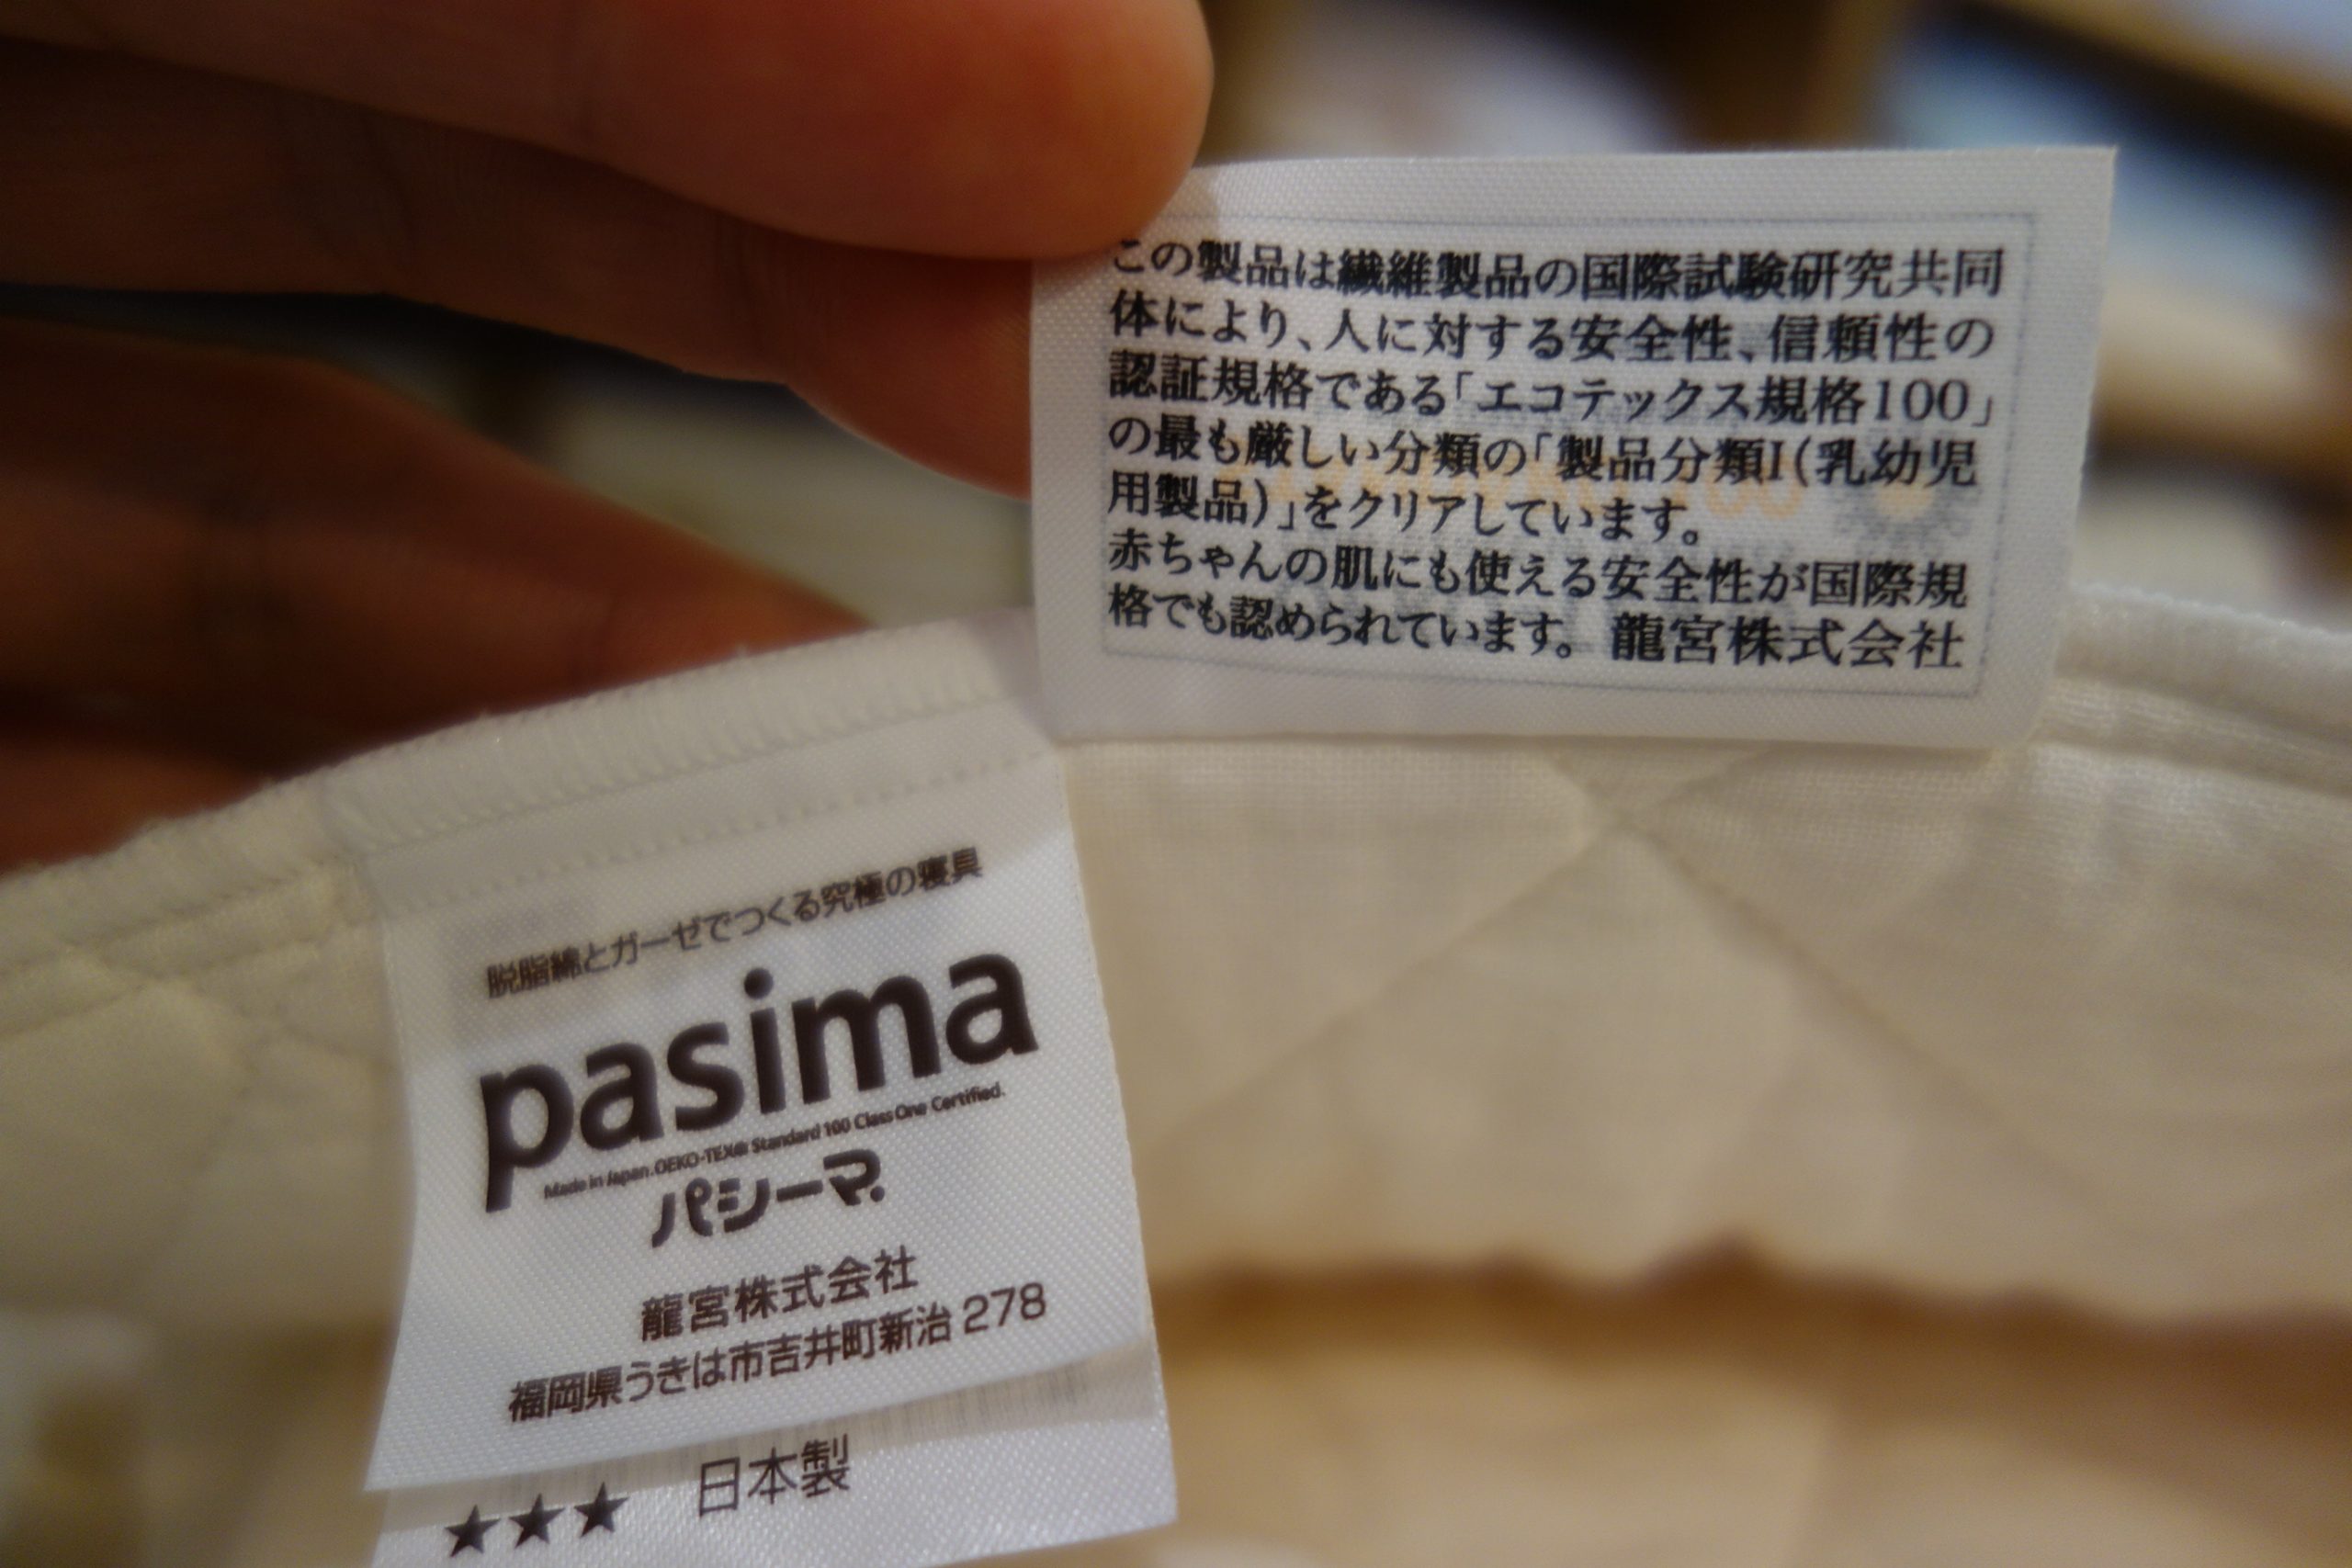 この製品は繊維製品の国際試験研究共同
体により、人に対する安全性、信頼性の
認証規格である「エコテックス規格100」
の最も厳しい分類の「製品分類I(乳幼児
用製品)」をクリアしています。
赤ちゃんの肌にも使える安全性が国際規
格でも認められています。 龍宮株式会社
脱脂綿とガーゼでつくる究極の寝具
pasima
Made in Japan. OEKO-TEX® Standard 100 Class One Certified.
パシーマ
龍宮株式会社
福岡県うきは市吉井町新治278
★★★ 日本製